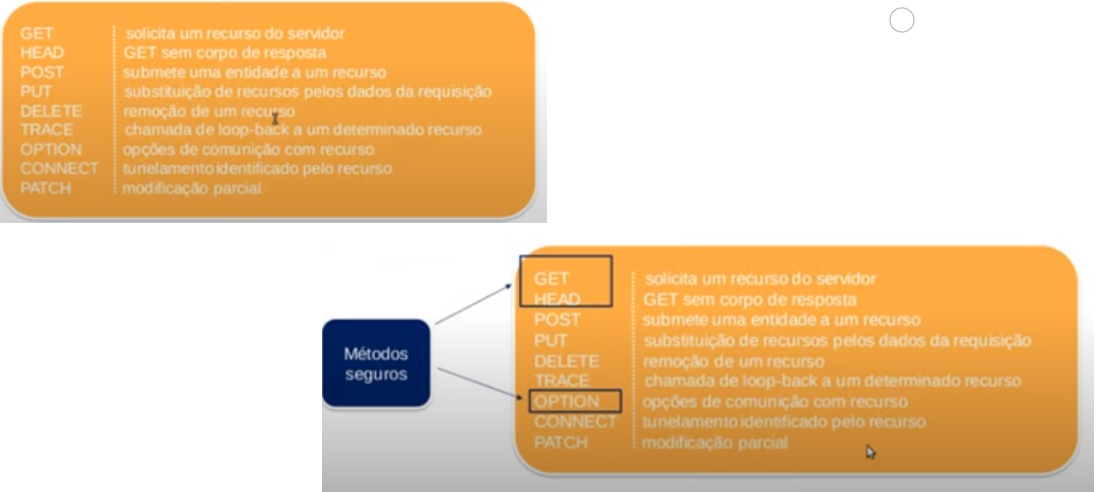 GET solicita um recurso do servidor
HEAD GET sem corpo de resposta
POST submete uma entidade a um recurso
PUT substituição de recursos pelos dados da requisição
DELETE remoção de um recurso
TRACE chamada de loop-back a um determinado recurso
OPTION opções de comunição com recurso
CONNECT tunelamento identificado pelo recurso
PATCH modificação parcial
Métodos
seguros
GET solicita um recurso do servidor
HEAD GET sem corpo de resposta
POST submete uma entidade a um recurso
PUT substituição de recursos pelos dados da requisição
DELETE remoção de um recurso
TRACE chamada de loop-back a um determinado recurso
OPTION opções de comunição com recurso
CONNECT tunelamento identificado pelo recurso
PATCH modificação parcial